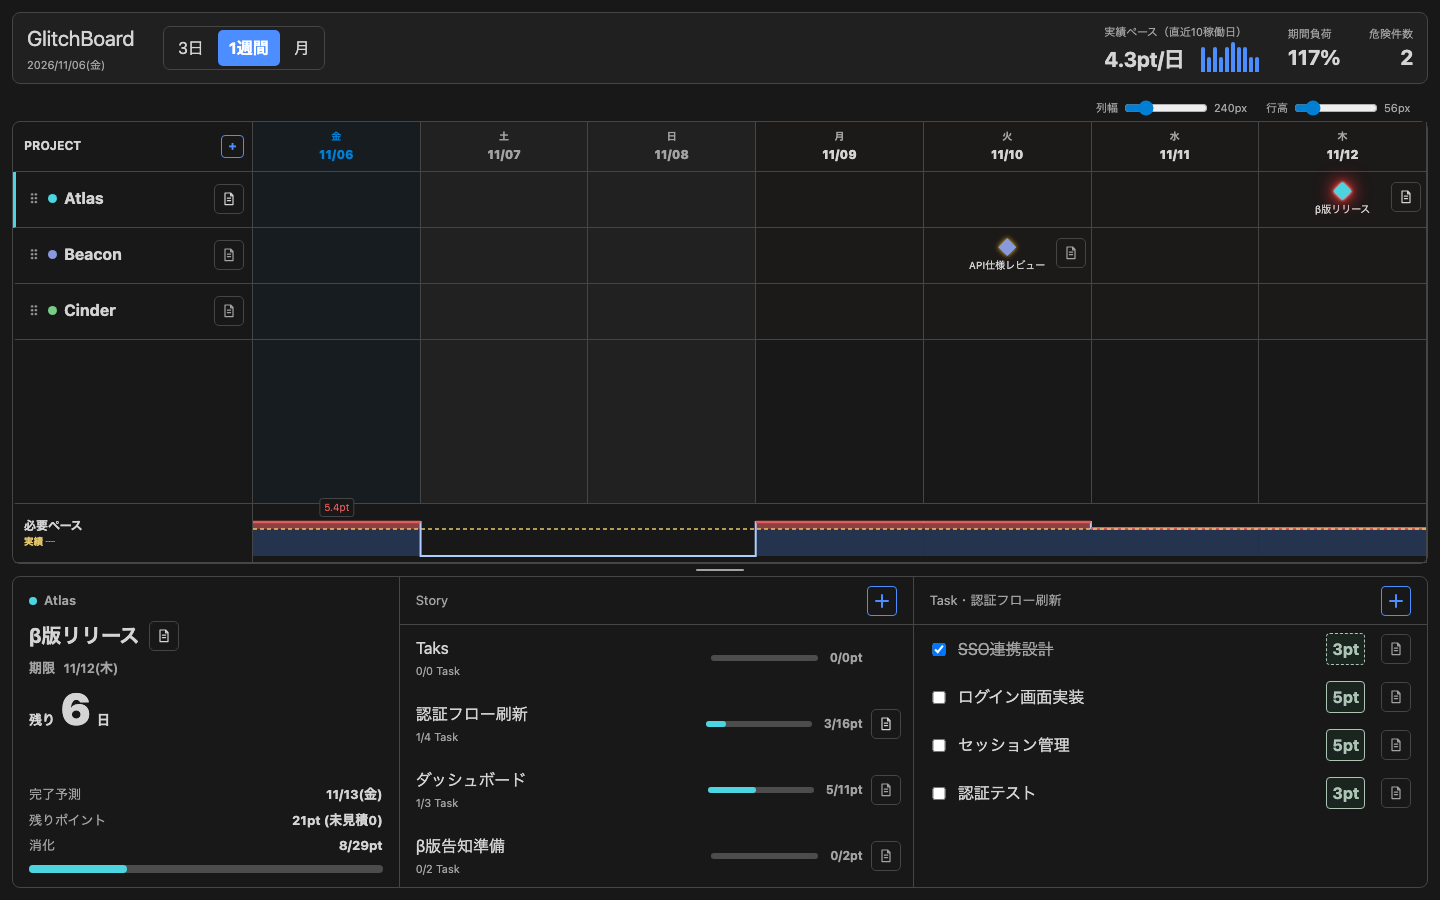 GlitchBoard
2026/11/06(金)
3日 1週間 月
実績ペース（直近10稼働日）
4.3pt/日
期間負荷
117%
危険件数
2
列幅 240px 行高 56px
PROJECT +
金 土 日 月 火 水 木
11/06 11/07 11/08 11/09 11/10 11/11 11/12
Atlas
β版リリース
Beacon
API仕様レビュー
Cinder
5.4pt
必要ペース
実績 ---
Atlas
β版リリース
期限 11/12(木)
残り 6 日
完了予測 11/13(金)
残りポイント 21pt (未見積0)
消化 8/29pt
Story +
Taks
0/0 Task
0/0pt
認証フロー刷新
1/4 Task
3/16pt
ダッシュボード
1/3 Task
5/11pt
β版告知準備
0/2 Task
0/2pt
Task・認証フロー刷新 +
SSO連携設計 3pt
ログイン画面実装 5pt
セッション管理 5pt
認証テスト 3pt